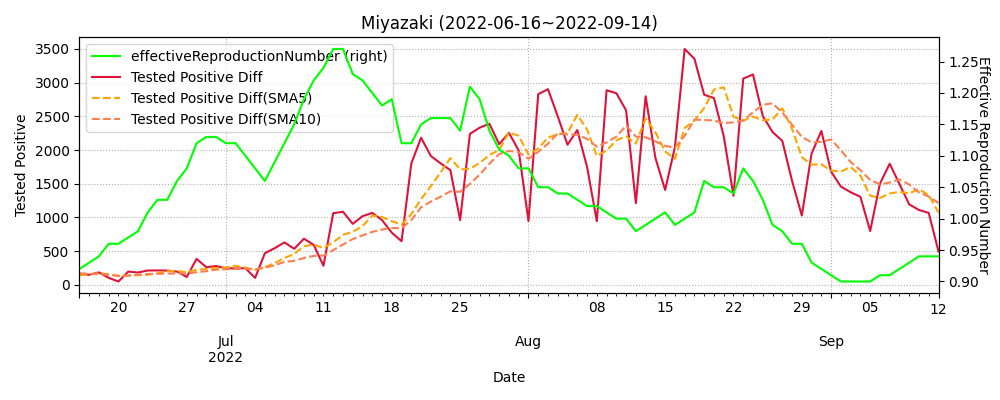 Miyazaki (2022-06-16~2022-09-14)
effectiveReproductionNumber (right)
Tested Positive Diff
Tested Positive Diff(SMA5)
Tested Positive Diff(SMA10)
Tested Positive
3500
3000
2500
2000
1500
1000
500
0
Effective Reproduction Number
1.25
1.20
1.15
1.10
1.05
1.00
0.95
0.90
20 27 04 11 18 25 08 15 22 29 05 12
Jul Aug Sep
2022
Date